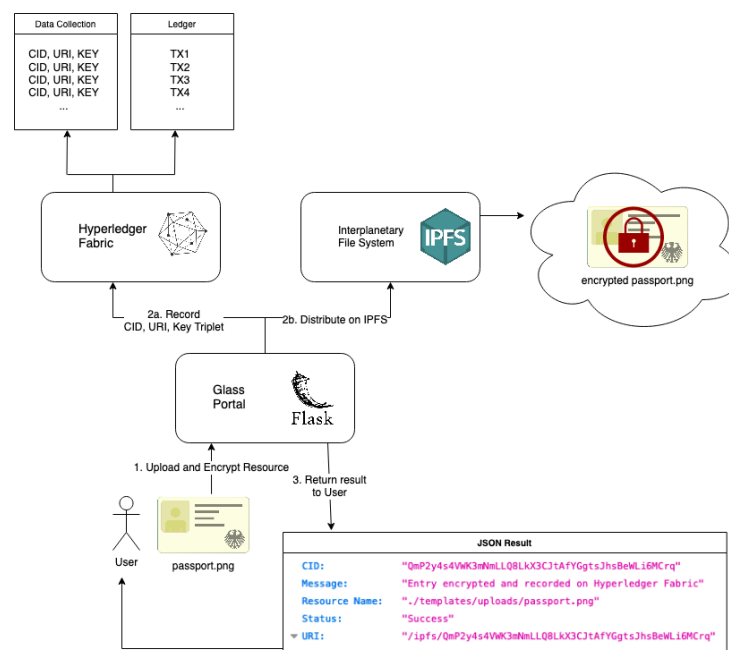 Data Collection
CID, URI, KEY
CID, URI, KEY
CID, URI, KEY
CID, URI, KEY
...
Ledger
TX1
TX2
TX3
TX4
...
Hyperledger
Fabric
Interplanetary
File System
IPFS
encrypted passport.png
2a. Record
CID, URI, Key Triplet
2b. Distribute on IPFS
Glass
Portal
Flask
1. Upload and Encrypt Resource
3. Return result
to User
User
passport.png
JSON Result
CID: "QmP2y4s4VWK3mNmLLQ8LkX3CJtAfYGgtsJhsBeWLi6MCrq"
Message: "Entry encrypted and recorded on Hyperledger Fabric"
Resource Name: "./templates/uploads/passport.png"
Status: "Success"
URI: "/ipfs/QmP2y4s4VWK3mNmLLQ8LkX3CJtAfYGgtsJhsBeWLi6MCrq"